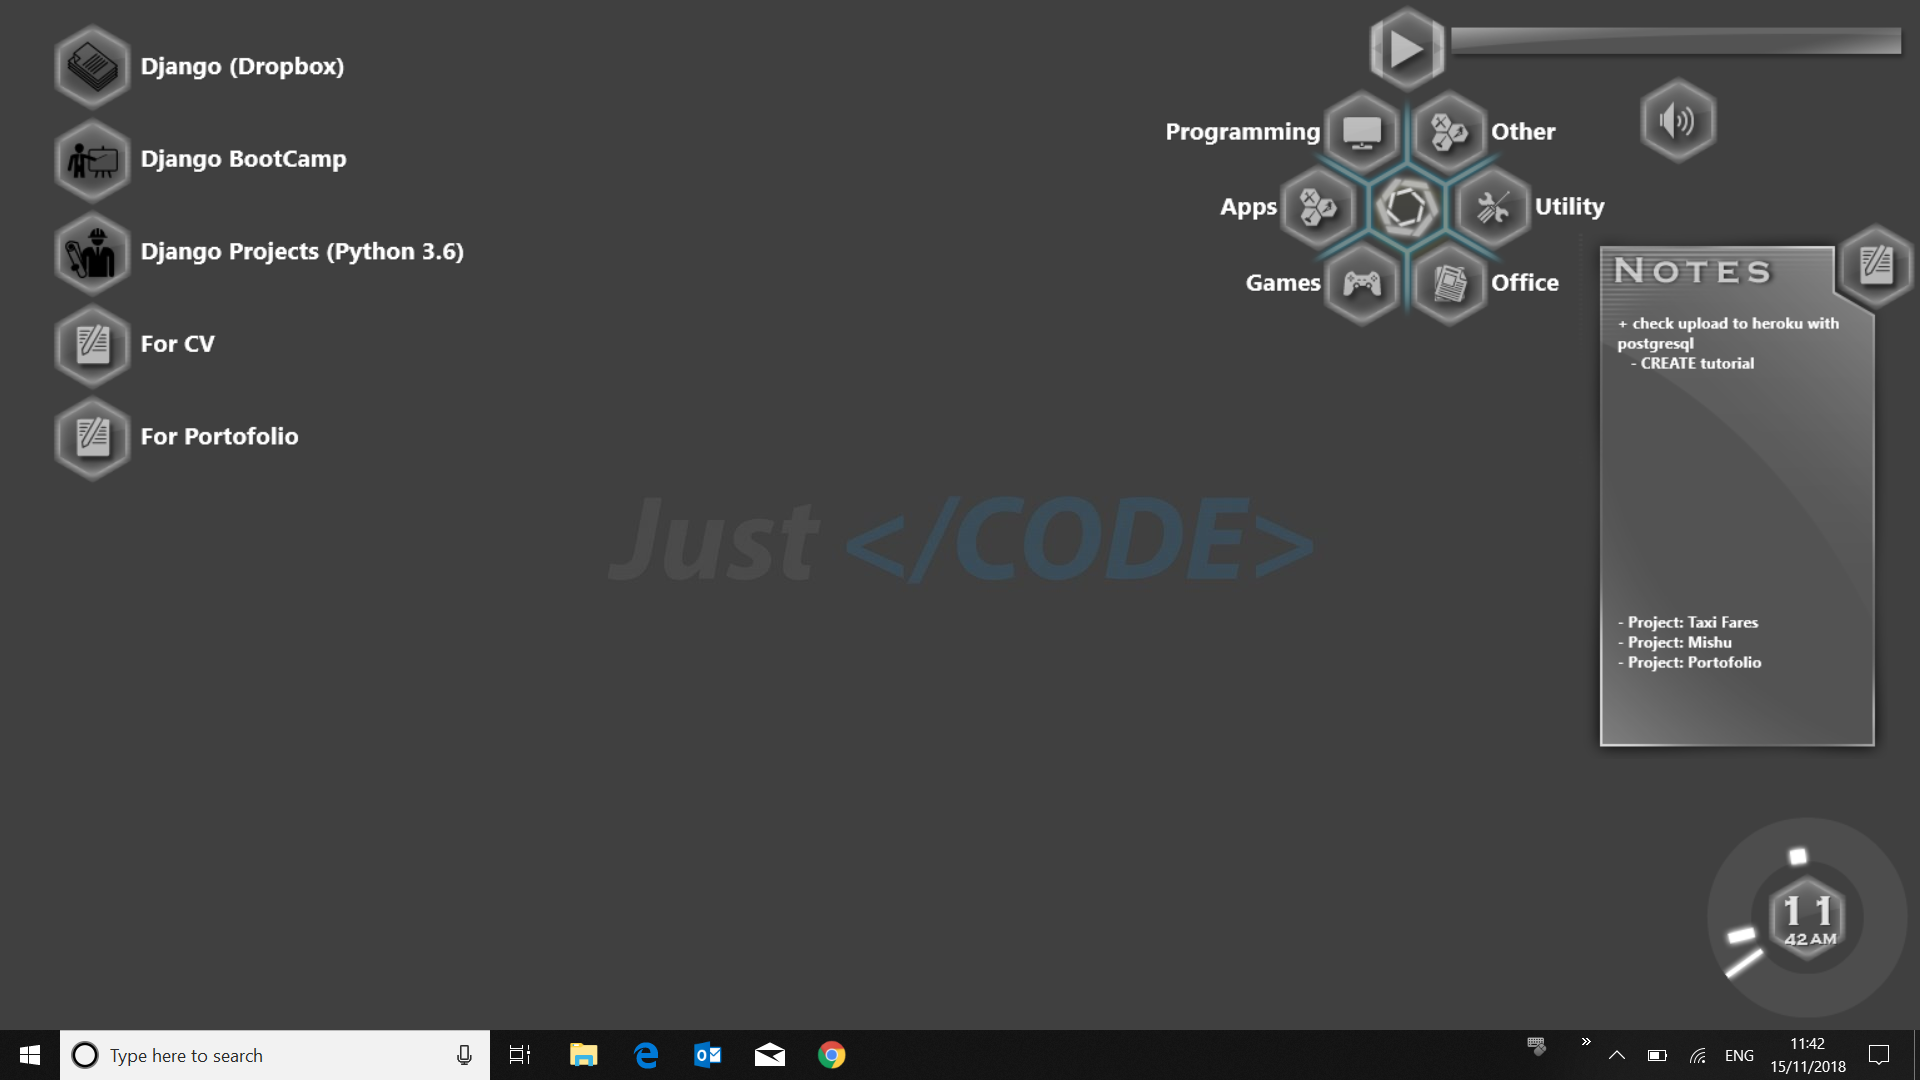 Django (Dropbox)
Django BootCamp
Django Projects (Python 3.6)
For CV
For Portofolio
Programming
Other
Apps
Utility
Games
Office
NOTES
+ check upload to heroku with
postgresql
- CREATE tutorial
- Project: Taxi Fares
- Project: Mishu
- Project: Portofolio
Just </CODE>
11
42 AM
Type here to search
ENG
11:42
15/11/2018